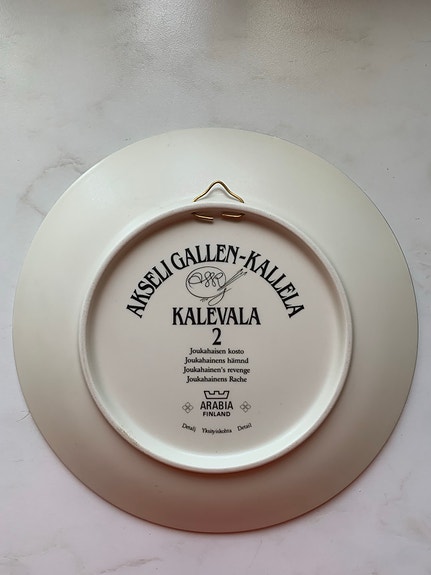 AKSELI GALLEN-KALLELA
KALEVALA
2
Joukahaisen kosto
Joukahainens hämnd
Joukahainen's revenge
Joukahainens Rache
ARABIA
FINLAND
Detalj Yksityiskohta Detail